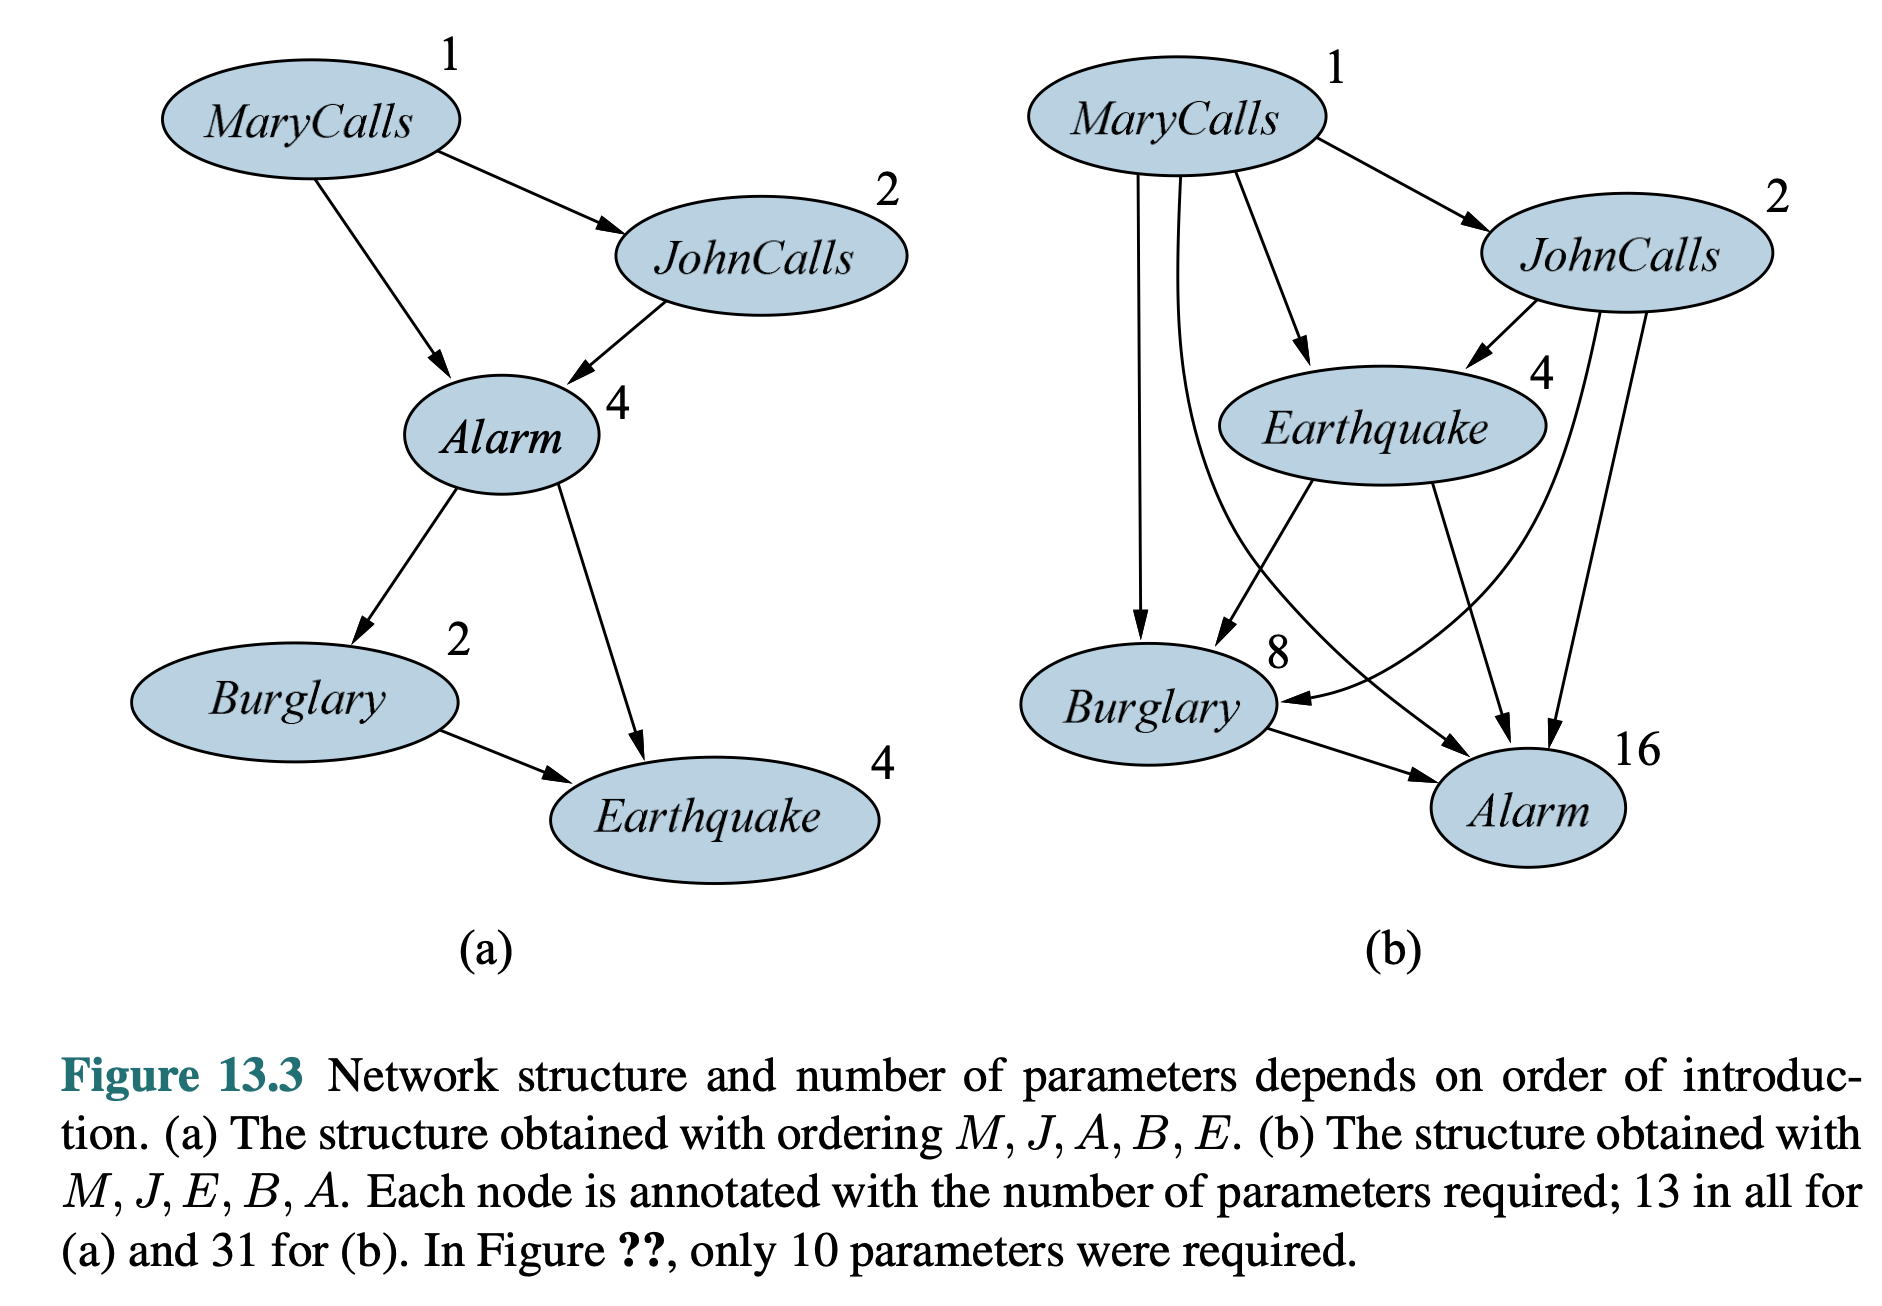 1
MaryCalls
2
JohnCalls
4
Alarm
2
Burglary
4
Earthquake
(a)
1
MaryCalls
2
JohnCalls
4
Earthquake
8
Burglary
16
Alarm
(b)
Figure 13.3 Network structure and number of parameters depends on order of introduc-
tion. (a) The structure obtained with ordering M, J, A, B, E. (b) The structure obtained with
M, J, E, B, A. Each node is annotated with the number of parameters required; 13 in all for
(a) and 31 for (b). In Figure ??, only 10 parameters were required.